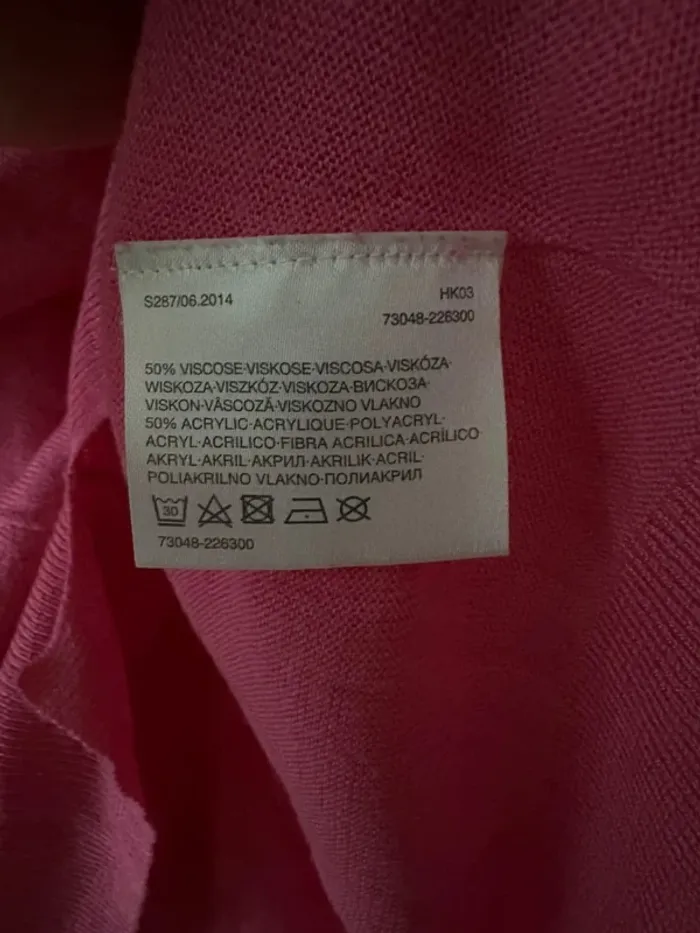 S287/06.2014
HK03
73048-226300
50% VISCOSE·VISKOSE·VISCOSA·VISKÓZA·
WISKOZA·VISZKÓZ·VISKOZA·ВИСКОЗА·
VISKON·VÂSCOZĂ·VISKOZNO VLAKNO
50% ACRYLIC·ACRYLIQUE·POLYACRYL·
ACRYL·ACRILICO·FIBRA ACRILICA·ACRÍLICO
AKRYL·AKRIL·АКРИЛ·AKRILIK·ACRIL·
POLIAKRILNO VLAKNO·ПОЛИАКРИЛ
30
73048-226300